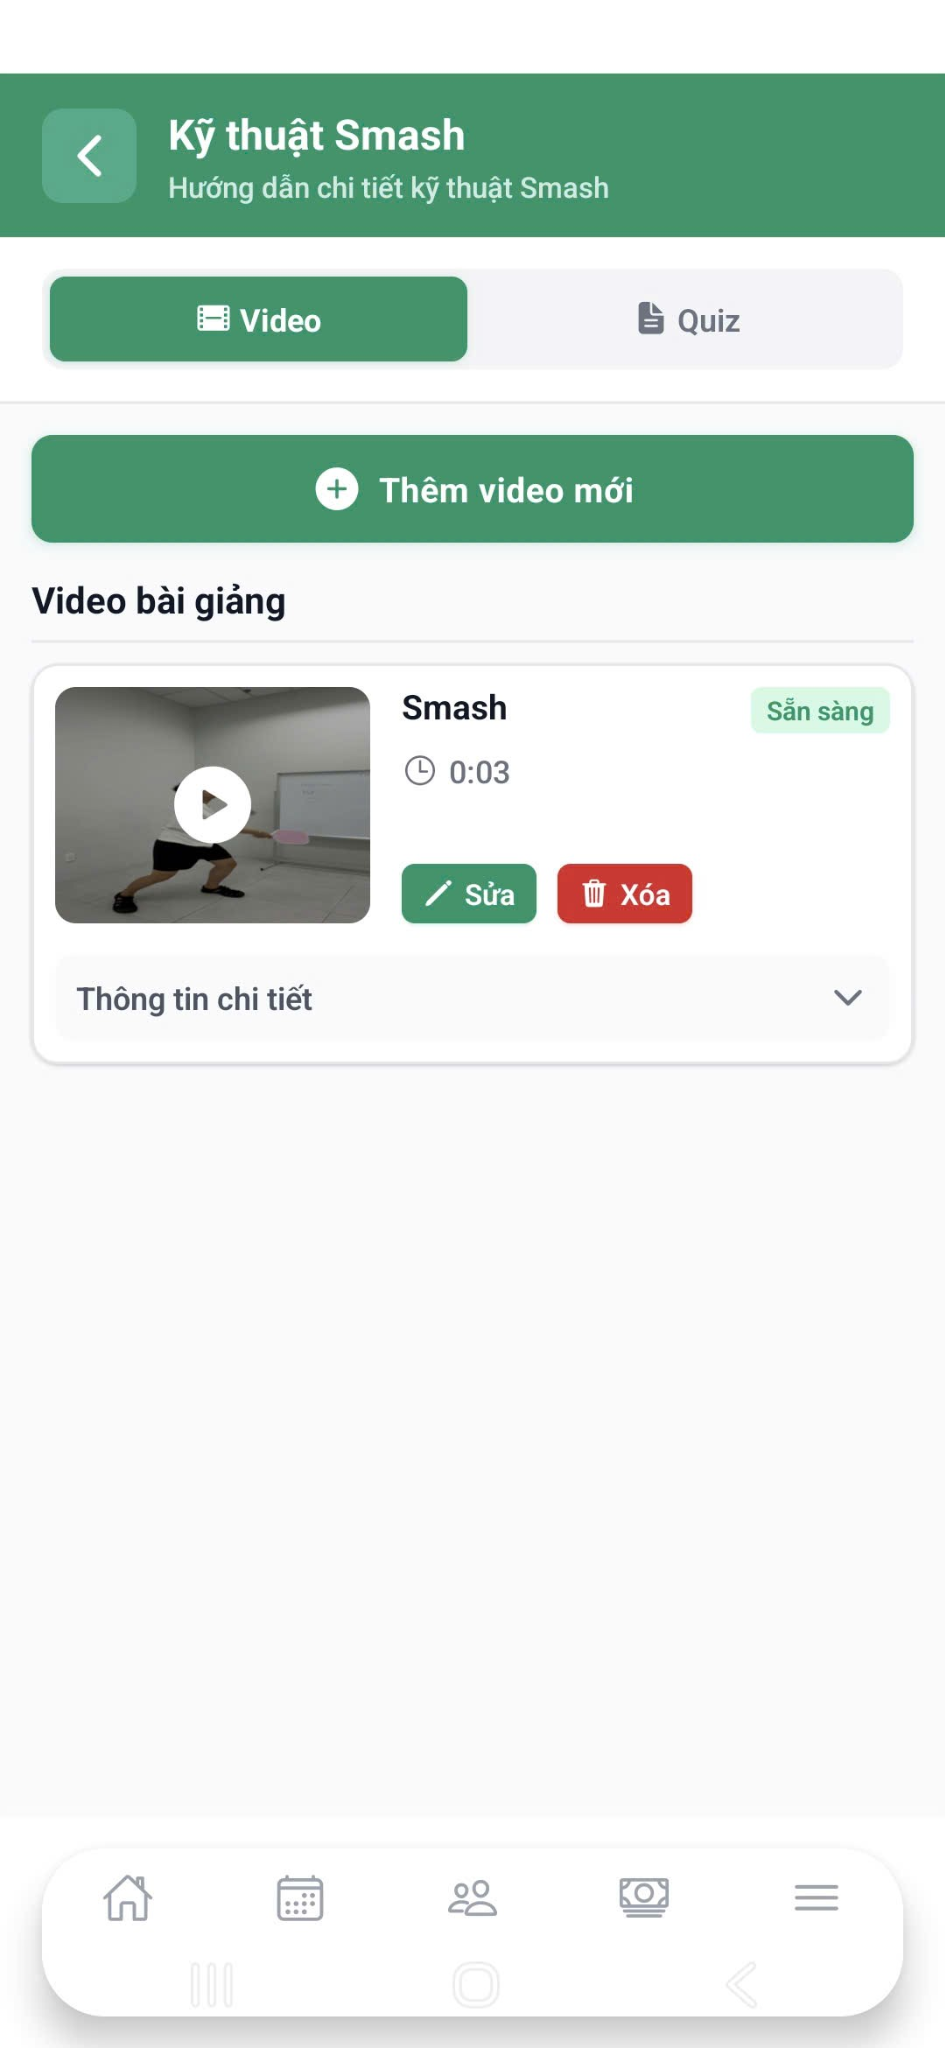 Kỹ thuật Smash
Hướng dẫn chi tiết kỹ thuật Smash
Video
Quiz
Thêm video mới
Video bài giảng
Smash
Sẵn sàng
0:03
Sửa
Xóa
Thông tin chi tiết